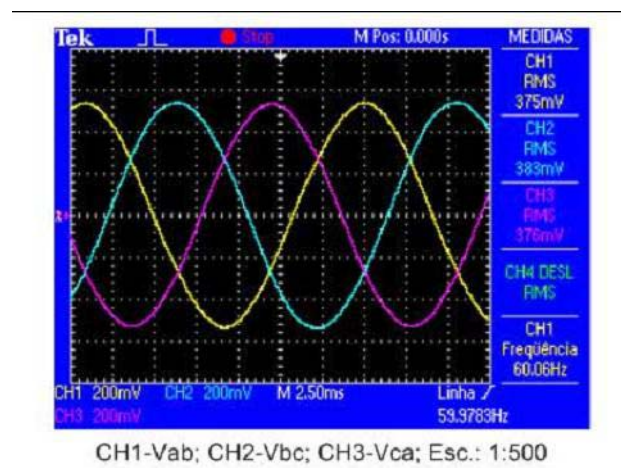 Tek Stop M Pos: 0.000s MEDIDAS
CH1
RMS
375mV
CH2
RMS
383mV
CH3
RMS
376mV
CH4 DESL
RMS
CH1
Freqüência
60.06Hz
CH1 200mV CH2 200mV M 2.50ms Linha
CH3 200mV 59.9783Hz
CH1-Vab; CH2-Vbc; CH3-Vca; Esc.: 1:500